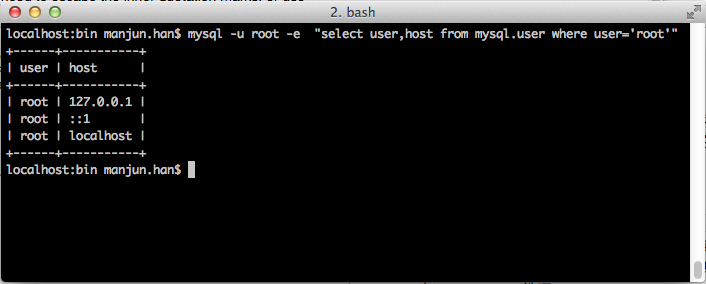 2. bash
localhost:bin manjun.han$ mysql -u root -e  "select user,host from mysql.user where user='root'"
+------+-----------+
| user | host      |
+------+-----------+
| root | 127.0.0.1 |
| root | ::1       |
| root | localhost |
+------+-----------+
localhost:bin manjun.han$